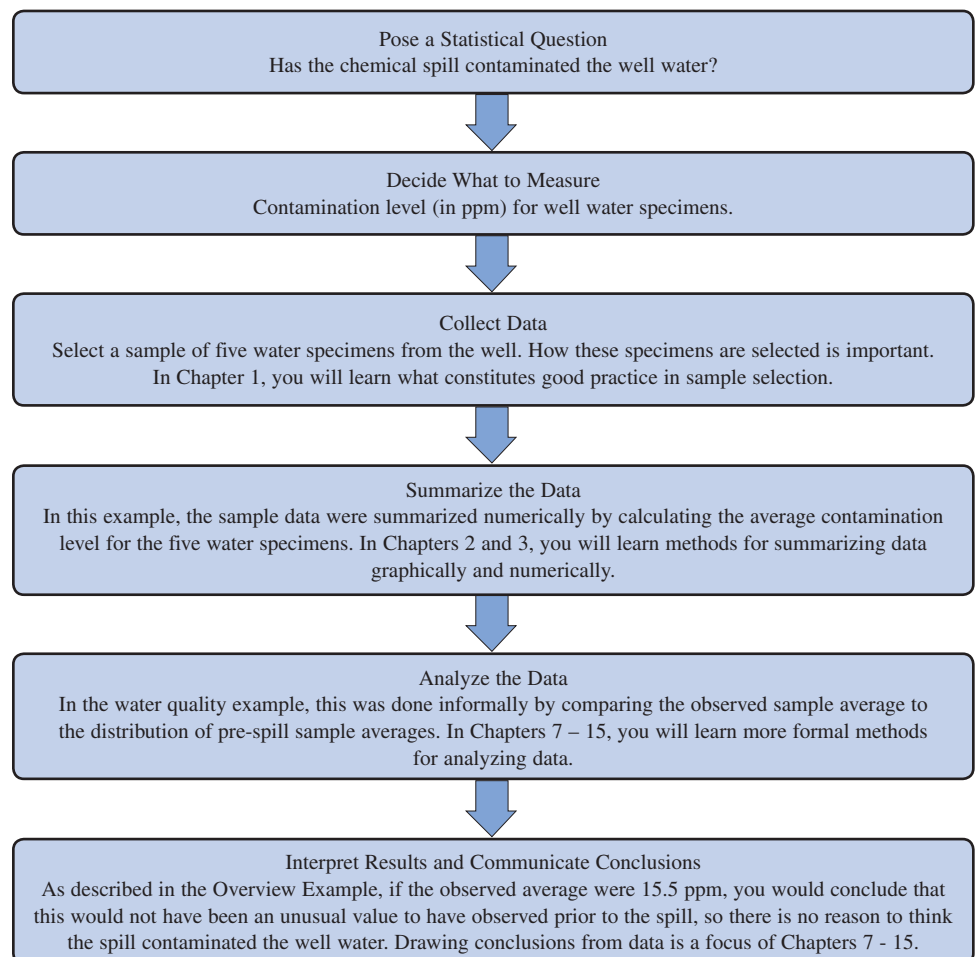 Pose a Statistical Question
Has the chemical spill contaminated the well water?
Decide What to Measure
Contamination level (in ppm) for well water specimens.
Collect Data
Select a sample of five water specimens from the well. How these specimens are selected is important.
In Chapter 1, you will learn what constitutes good practice in sample selection.
Summarize the Data
In this example, the sample data were summarized numerically by calculating the average contamination
level for the five water specimens. In Chapters 2 and 3, you will learn methods for summarizing data
graphically and numerically.
Analyze the Data
In the water quality example, this was done informally by comparing the observed sample average to
the distribution of pre-spill sample averages. In Chapters 7 – 15, you will learn more formal methods
for analyzing data.
Interpret Results and Communicate Conclusions
As described in the Overview Example, if the observed average were 15.5 ppm, you would conclude that
this would not have been an unusual value to have observed prior to the spill, so there is no reason to think
the spill contaminated the well water. Drawing conclusions from data is a focus of Chapters 7 - 15.